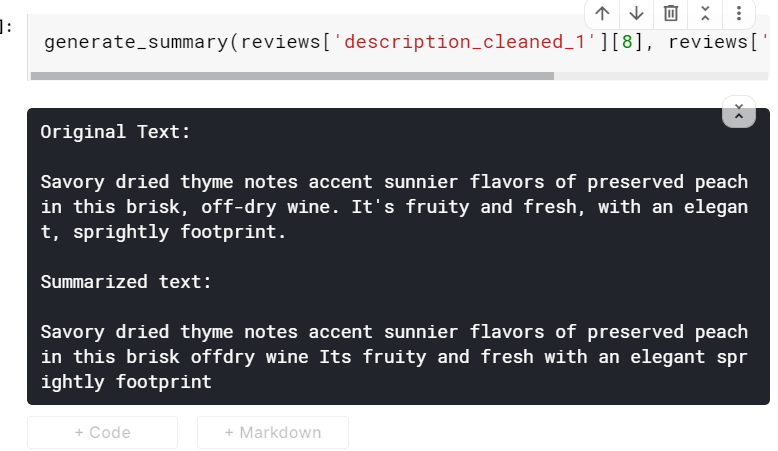 ]:
generate_summary(reviews['description_cleaned_1'][8], reviews['
Original Text:
Savory dried thyme notes accent sunnier flavors of preserved peach
in this brisk, off-dry wine. It's fruity and fresh, with an elegan
t, sprightly footprint.
Summarized text:
Savory dried thyme notes accent sunnier flavors of preserved peach
in this brisk offdry wine Its fruity and fresh with an elegant spr
ightly footprint
+ Code
+ Markdown